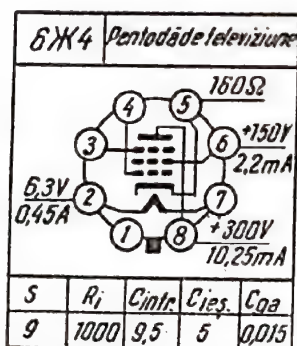 6Ж4 Pentodă de televiziune
160Ω
4 5
3 6 +150V
2,2mA
6,3V
0,45A 2 7
1 8 +300V
10,25mA
S Ri Cintr. Cieș. Cga
9 1000 9,5 5 0,015